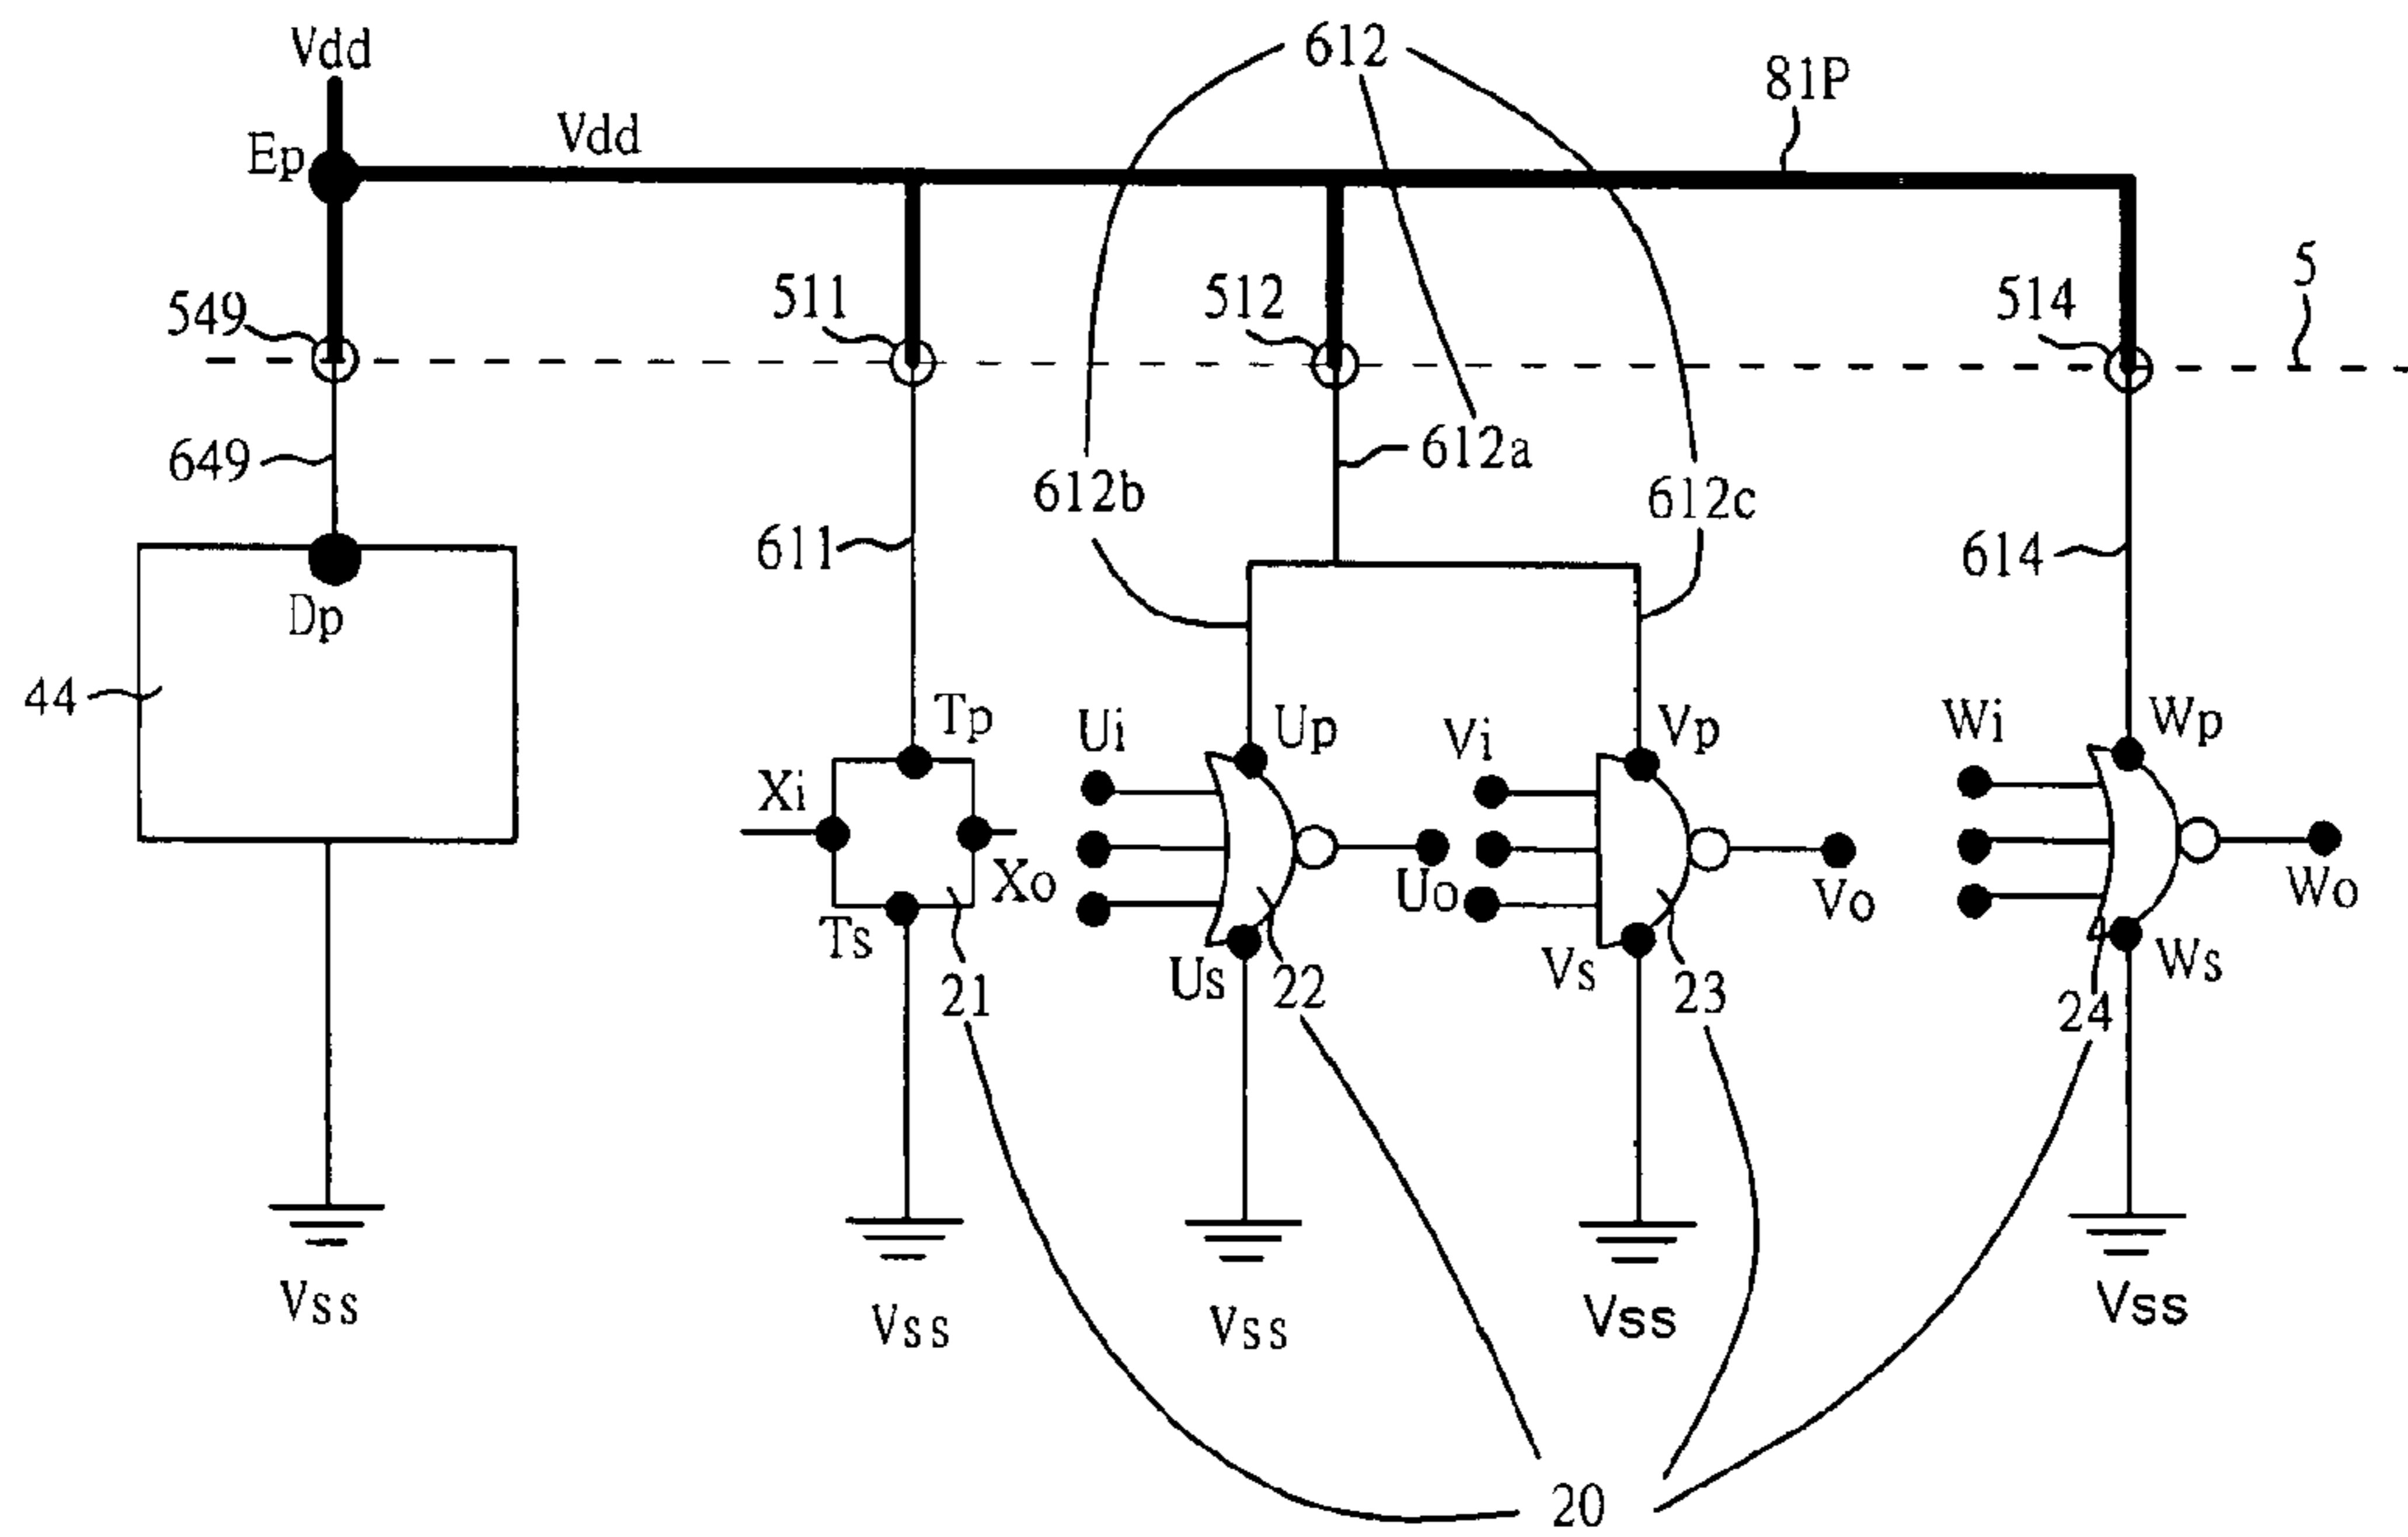 Vdd
612
81P
Ep
Vdd
549
511
512
514
5
649
612a
612b
612c
611
614
Dp
44
Tp
Ui
Up
Vi
Vp
Wi
Wp
Xi
Xo
Uo
Vo
Wo
Ts
Us
22
Vs
23
Ws
21
24
Vss
Vss
Vss
Vss
Vss
20